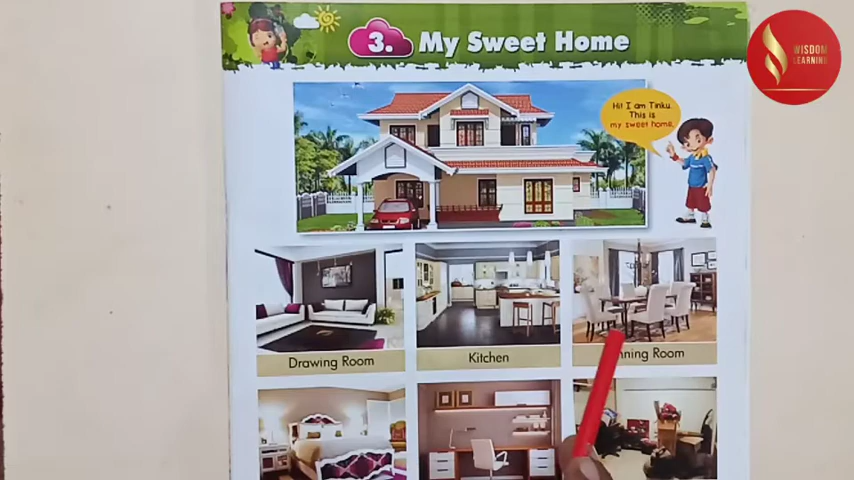 3. My Sweet Home
WISDOM
LEARNING
Hi! I am Tinku.
This is
my sweet home.
Drawing Room
Kitchen
Room